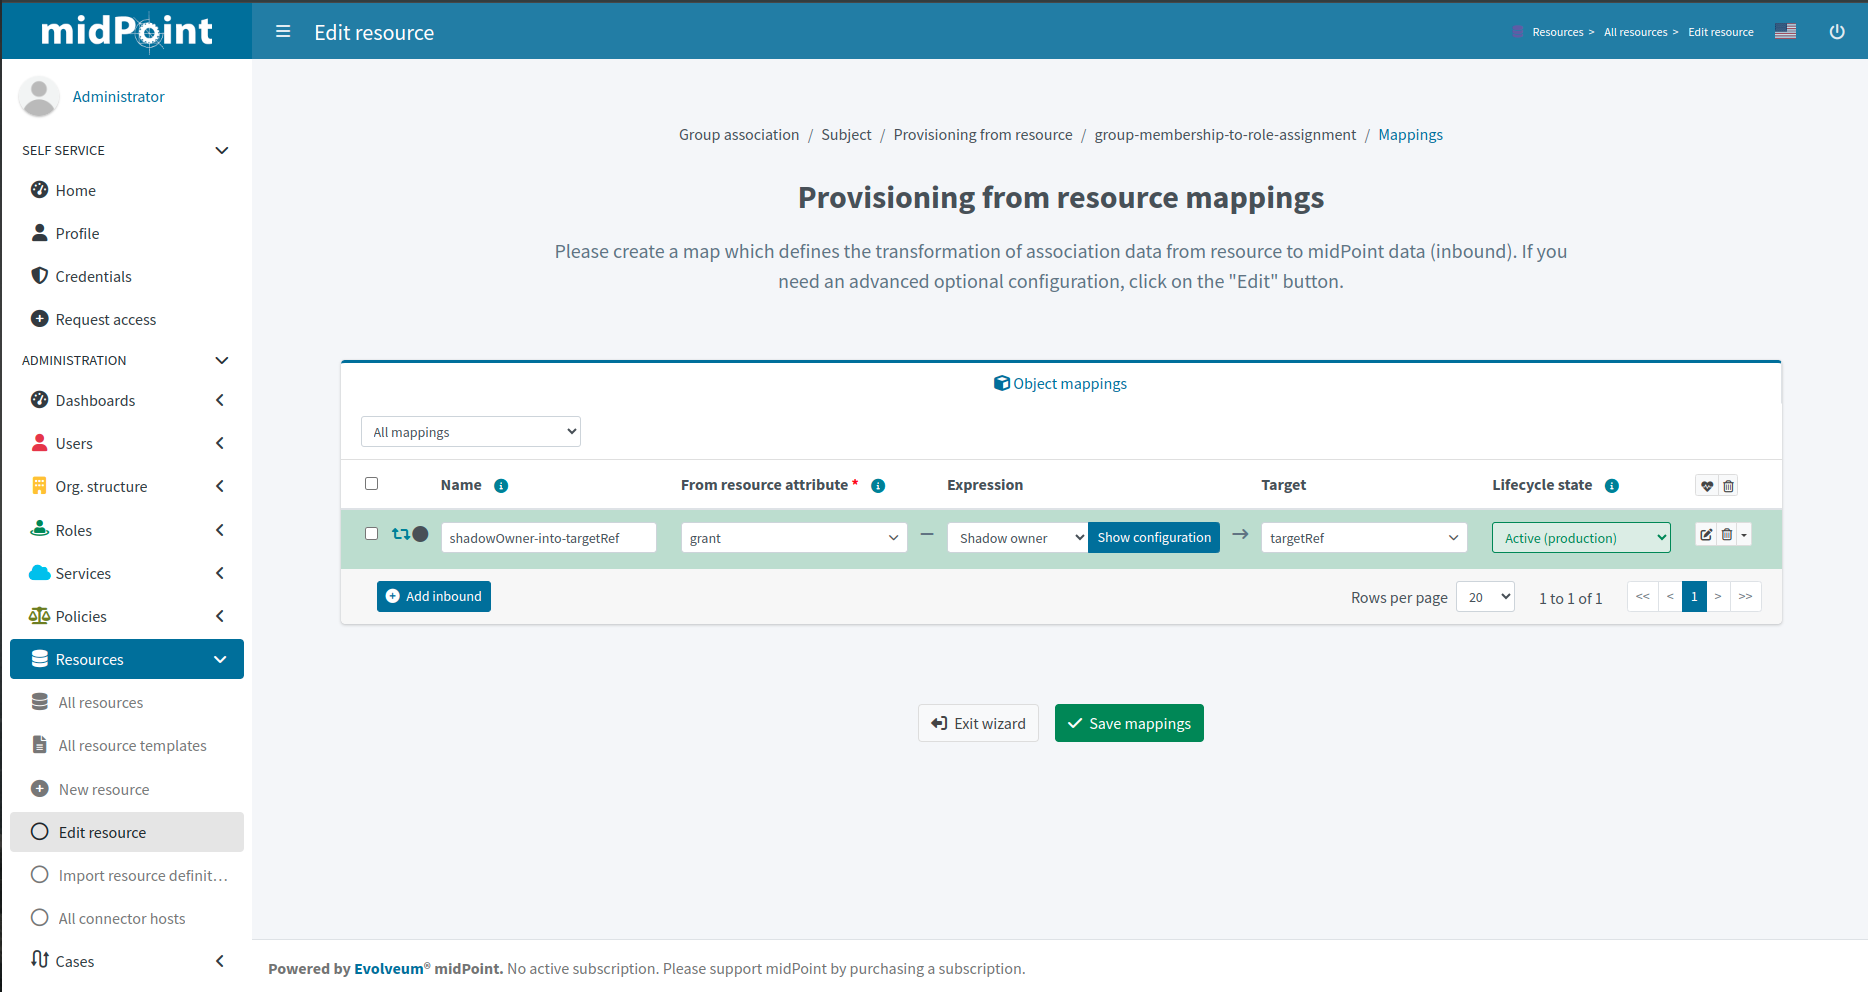 midPoint
Edit resource
Resources > All resources > Edit resource
Administrator
SELF SERVICE
Home
Profile
Credentials
Request access
ADMINISTRATION
Dashboards
Users
Org. structure
Roles
Services
Policies
Resources
All resources
All resource templates
New resource
Edit resource
Import resource definit...
All connector hosts
Cases
Group association / Subject / Provisioning from resource / group-membership-to-role-assignment / Mappings
Provisioning from resource mappings
Please create a map which defines the transformation of association data from resource to midPoint data (inbound). If you
need an advanced optional configuration, click on the "Edit" button.
Object mappings
All mappings
Name From resource attribute * Expression Target Lifecycle state
shadowOwner-into-targetRef grant Shadow owner Show configuration targetRef Active (production)
Add inbound Rows per page 20 1 to 1 of 1 << < 1 > >>
Exit wizard Save mappings
Powered by Evolveum® midPoint. No active subscription. Please support midPoint by purchasing a subscription.